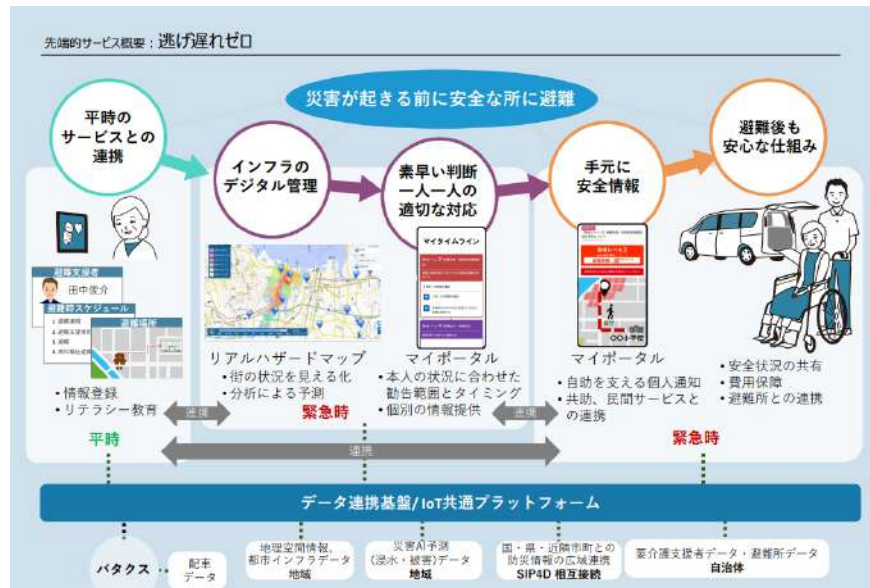 先端的サービス概要：逃げ遅れゼロ
災害が起きる前に安全な所に避難
平時の
サービスとの
連携
インフラの
デジタル管理
素早い判断
一人一人の
適切な対応
手元に
安全情報
避難後も
安心な仕組み
避難支援者
田中俊介
避難時スケジュール
避難場所
マイタイムライン
〇〇小学校
リアルハザードマップ
・街の状況を見える化
・分析による予測
マイポータル
・本人の状況に合わせた
勧告範囲とタイミング
・個別の情報提供
マイポータル
・自助を支える個人通知
・共助、民間サービスと
の連携
・安全状況の共有
・費用保障
・避難所との連携
・情報登録
・リテラシー教育
連携
緊急時
連携
平時
連携
緊急時
データ連携基盤/ IoT共通プラットフォーム
バタクス
配車
データ
地理空間情報、
都市インフラデータ
地域
災害AI予測
(浸水・被害)データ
地域
国・県・近隣市町との
防災情報の広域連携
SIP4D 相互接続
要介護支援者データ・避難所データ
自治体